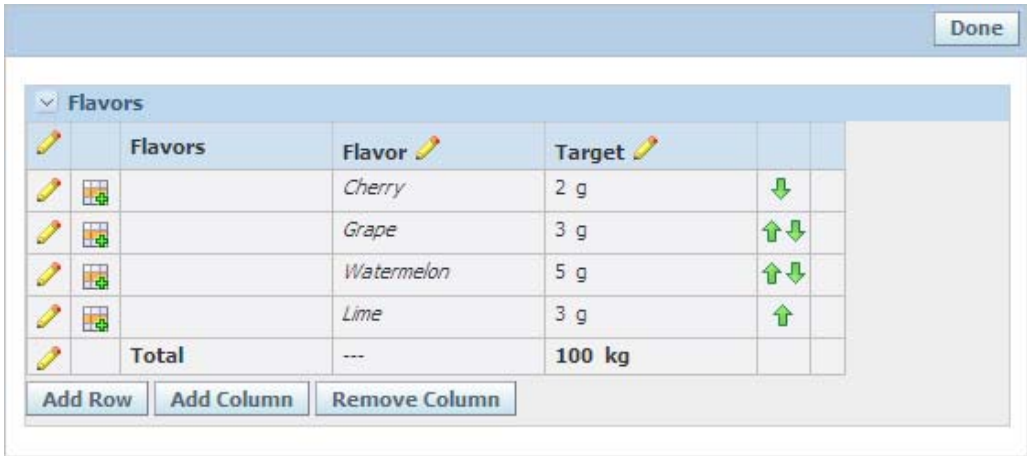 Done
Flavors
Flavors Flavor Target
Cherry 2 g
Grape 3 g
Watermelon 5 g
Lime 3 g
Total --- 100 kg
Add Row Add Column Remove Column